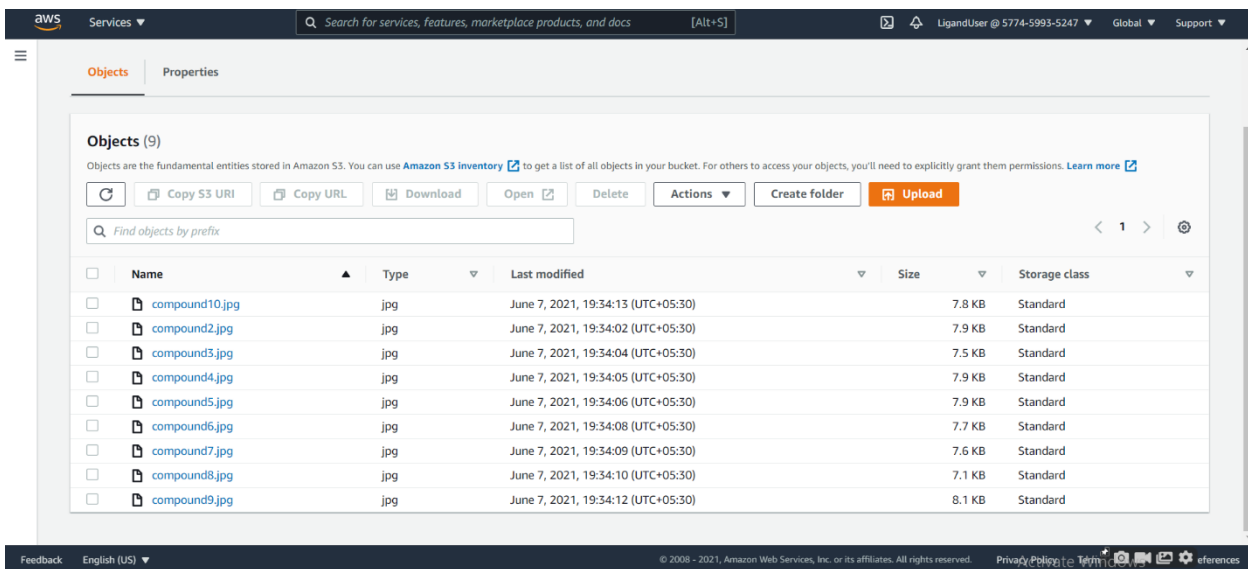 aws Services ▼ Search for services, features, marketplace products, and docs [Alt+S] LigandUser @ 5774-5993-5247 ▼ Global ▼ Support ▼
Objects Properties
Objects (9)
Objects are the fundamental entities stored in Amazon S3. You can use Amazon S3 inventory to get a list of all objects in your bucket. For others to access your objects, you'll need to explicitly grant them permissions. Learn more
Copy S3 URI Copy URL Download Open Delete Actions ▼ Create folder Upload
Find objects by prefix < 1 >
Name ▲ Type ▽ Last modified ▽ Size ▽ Storage class ▽
compound10.jpg jpg June 7, 2021, 19:34:13 (UTC+05:30) 7.8 KB Standard
compound2.jpg jpg June 7, 2021, 19:34:02 (UTC+05:30) 7.9 KB Standard
compound3.jpg jpg June 7, 2021, 19:34:04 (UTC+05:30) 7.5 KB Standard
compound4.jpg jpg June 7, 2021, 19:34:05 (UTC+05:30) 7.9 KB Standard
compound5.jpg jpg June 7, 2021, 19:34:06 (UTC+05:30) 7.9 KB Standard
compound6.jpg jpg June 7, 2021, 19:34:08 (UTC+05:30) 7.7 KB Standard
compound7.jpg jpg June 7, 2021, 19:34:09 (UTC+05:30) 7.6 KB Standard
compound8.jpg jpg June 7, 2021, 19:34:10 (UTC+05:30) 7.1 KB Standard
compound9.jpg jpg June 7, 2021, 19:34:12 (UTC+05:30) 8.1 KB Standard
Feedback English (US) ▼ © 2008 - 2021, Amazon Web Services, Inc. or its affiliates. All rights reserved. Privacy Policy eferences
Activate Windows